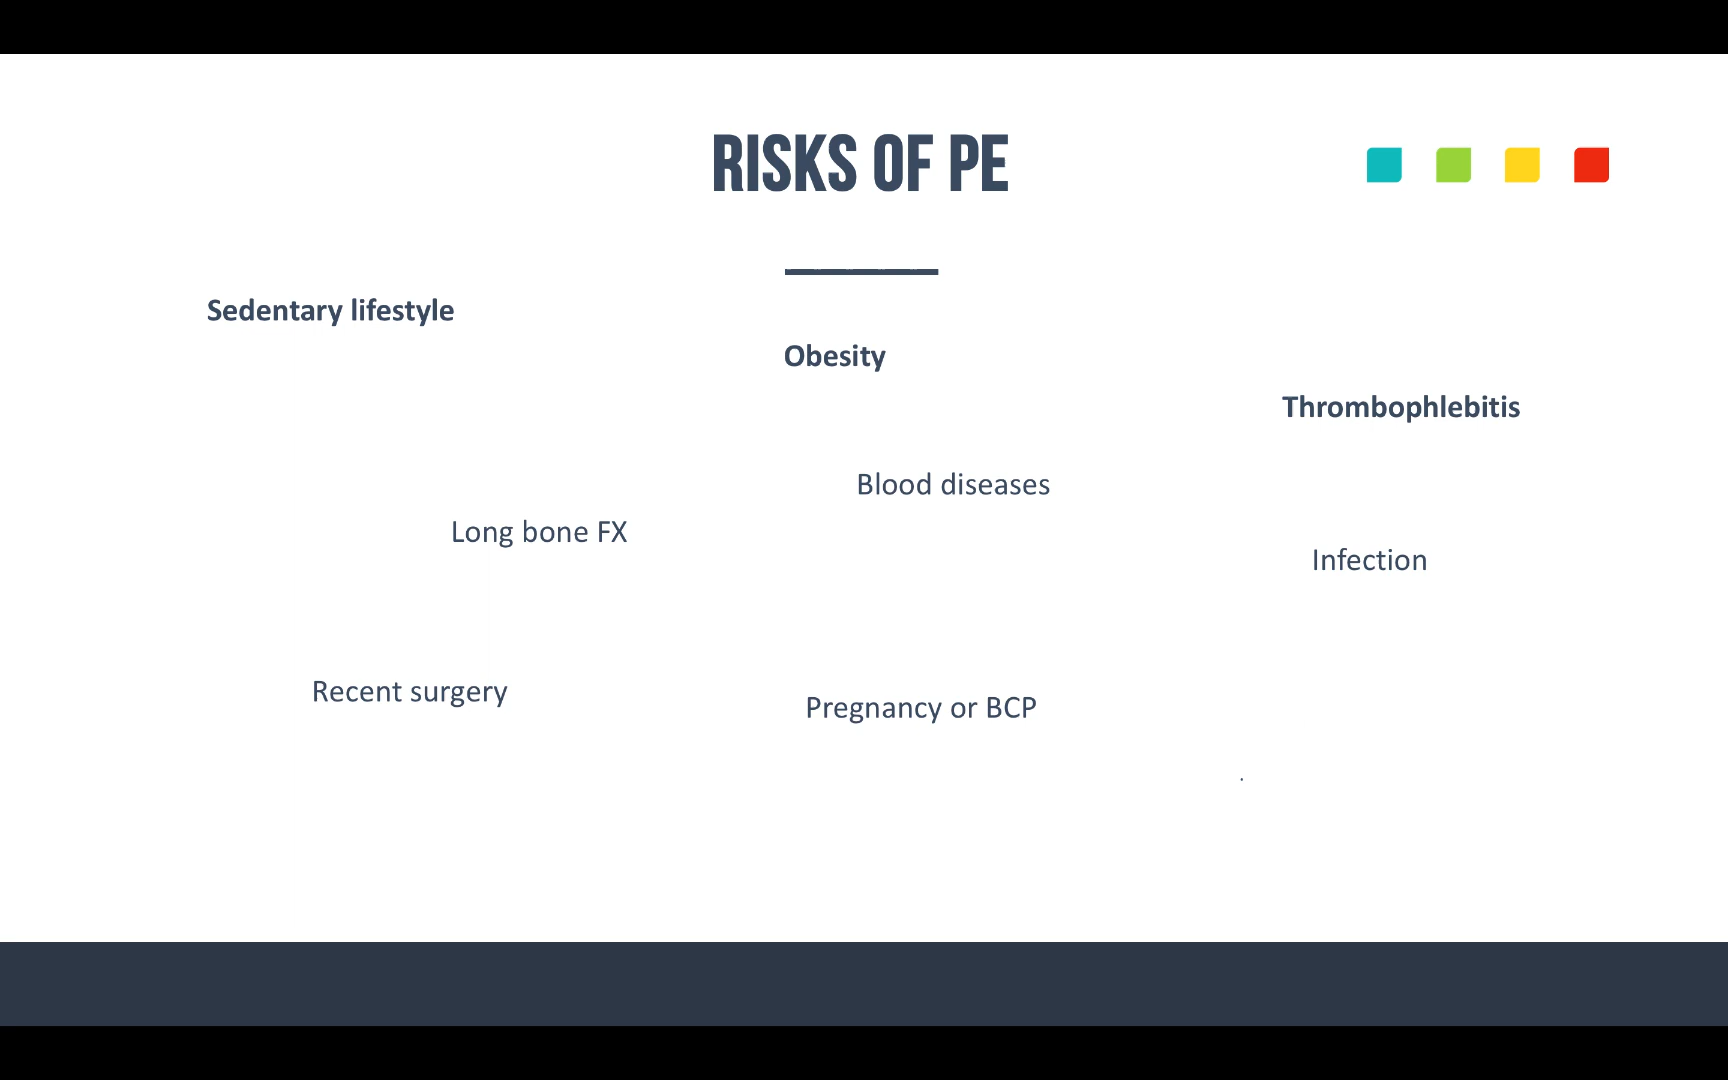 RISKS OF PE
Sedentary lifestyle
Obesity
Thrombophlebitis
Blood diseases
Long bone FX
Infection
Recent surgery
Pregnancy or BCP
.